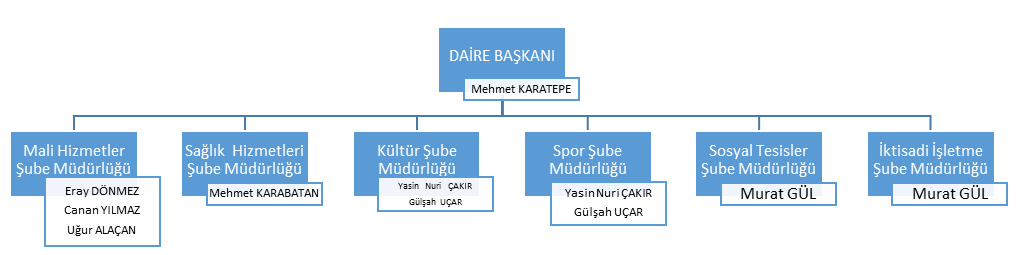 DAİRE BAŞKANI
Mehmet KARATEPE
Mali Hizmetler
Şube Müdürlüğü
Eray DÖNMEZ
Canan YILMAZ
Uğur ALAÇAN
Sağlık Hizmetleri
Şube Müdürlüğü
Mehmet KARABATAN
Kültür Şube
Müdürlüğü
Yasin Nuri ÇAKIR
Gülşah UÇAR
Spor Şube
Müdürlüğü
Yasin Nuri ÇAKIR
Gülşah UÇAR
Sosyal Tesisler
Şube Müdürlüğü
Murat GÜL
İktisadi İşletme
Şube Müdürlüğü
Murat GÜL